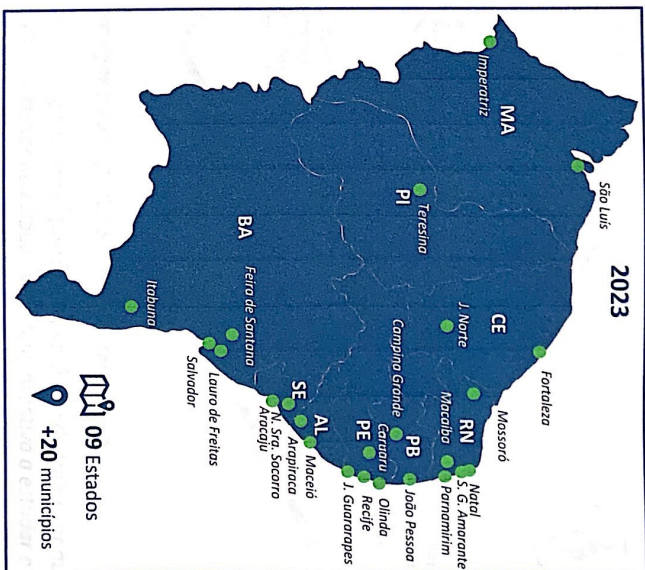 2023
São Luís
Imperatriz
MA
Teresina
PI
Fortaleza
CE
J. Norte
Mossoró
RN
Macaíba
Natal
S. G. Amarante
Parnamirim
PB
Campina Grande
João Pessoa
Caruaru
PE
Olinda
Recife
J. Guararapes
AL
Maceió
Arapiraca
SE
N. Sra. Socorro
Aracaju
BA
Feira de Santana
Lauro de Freitas
Salvador
Itabuna
09 Estados
+20 municípios